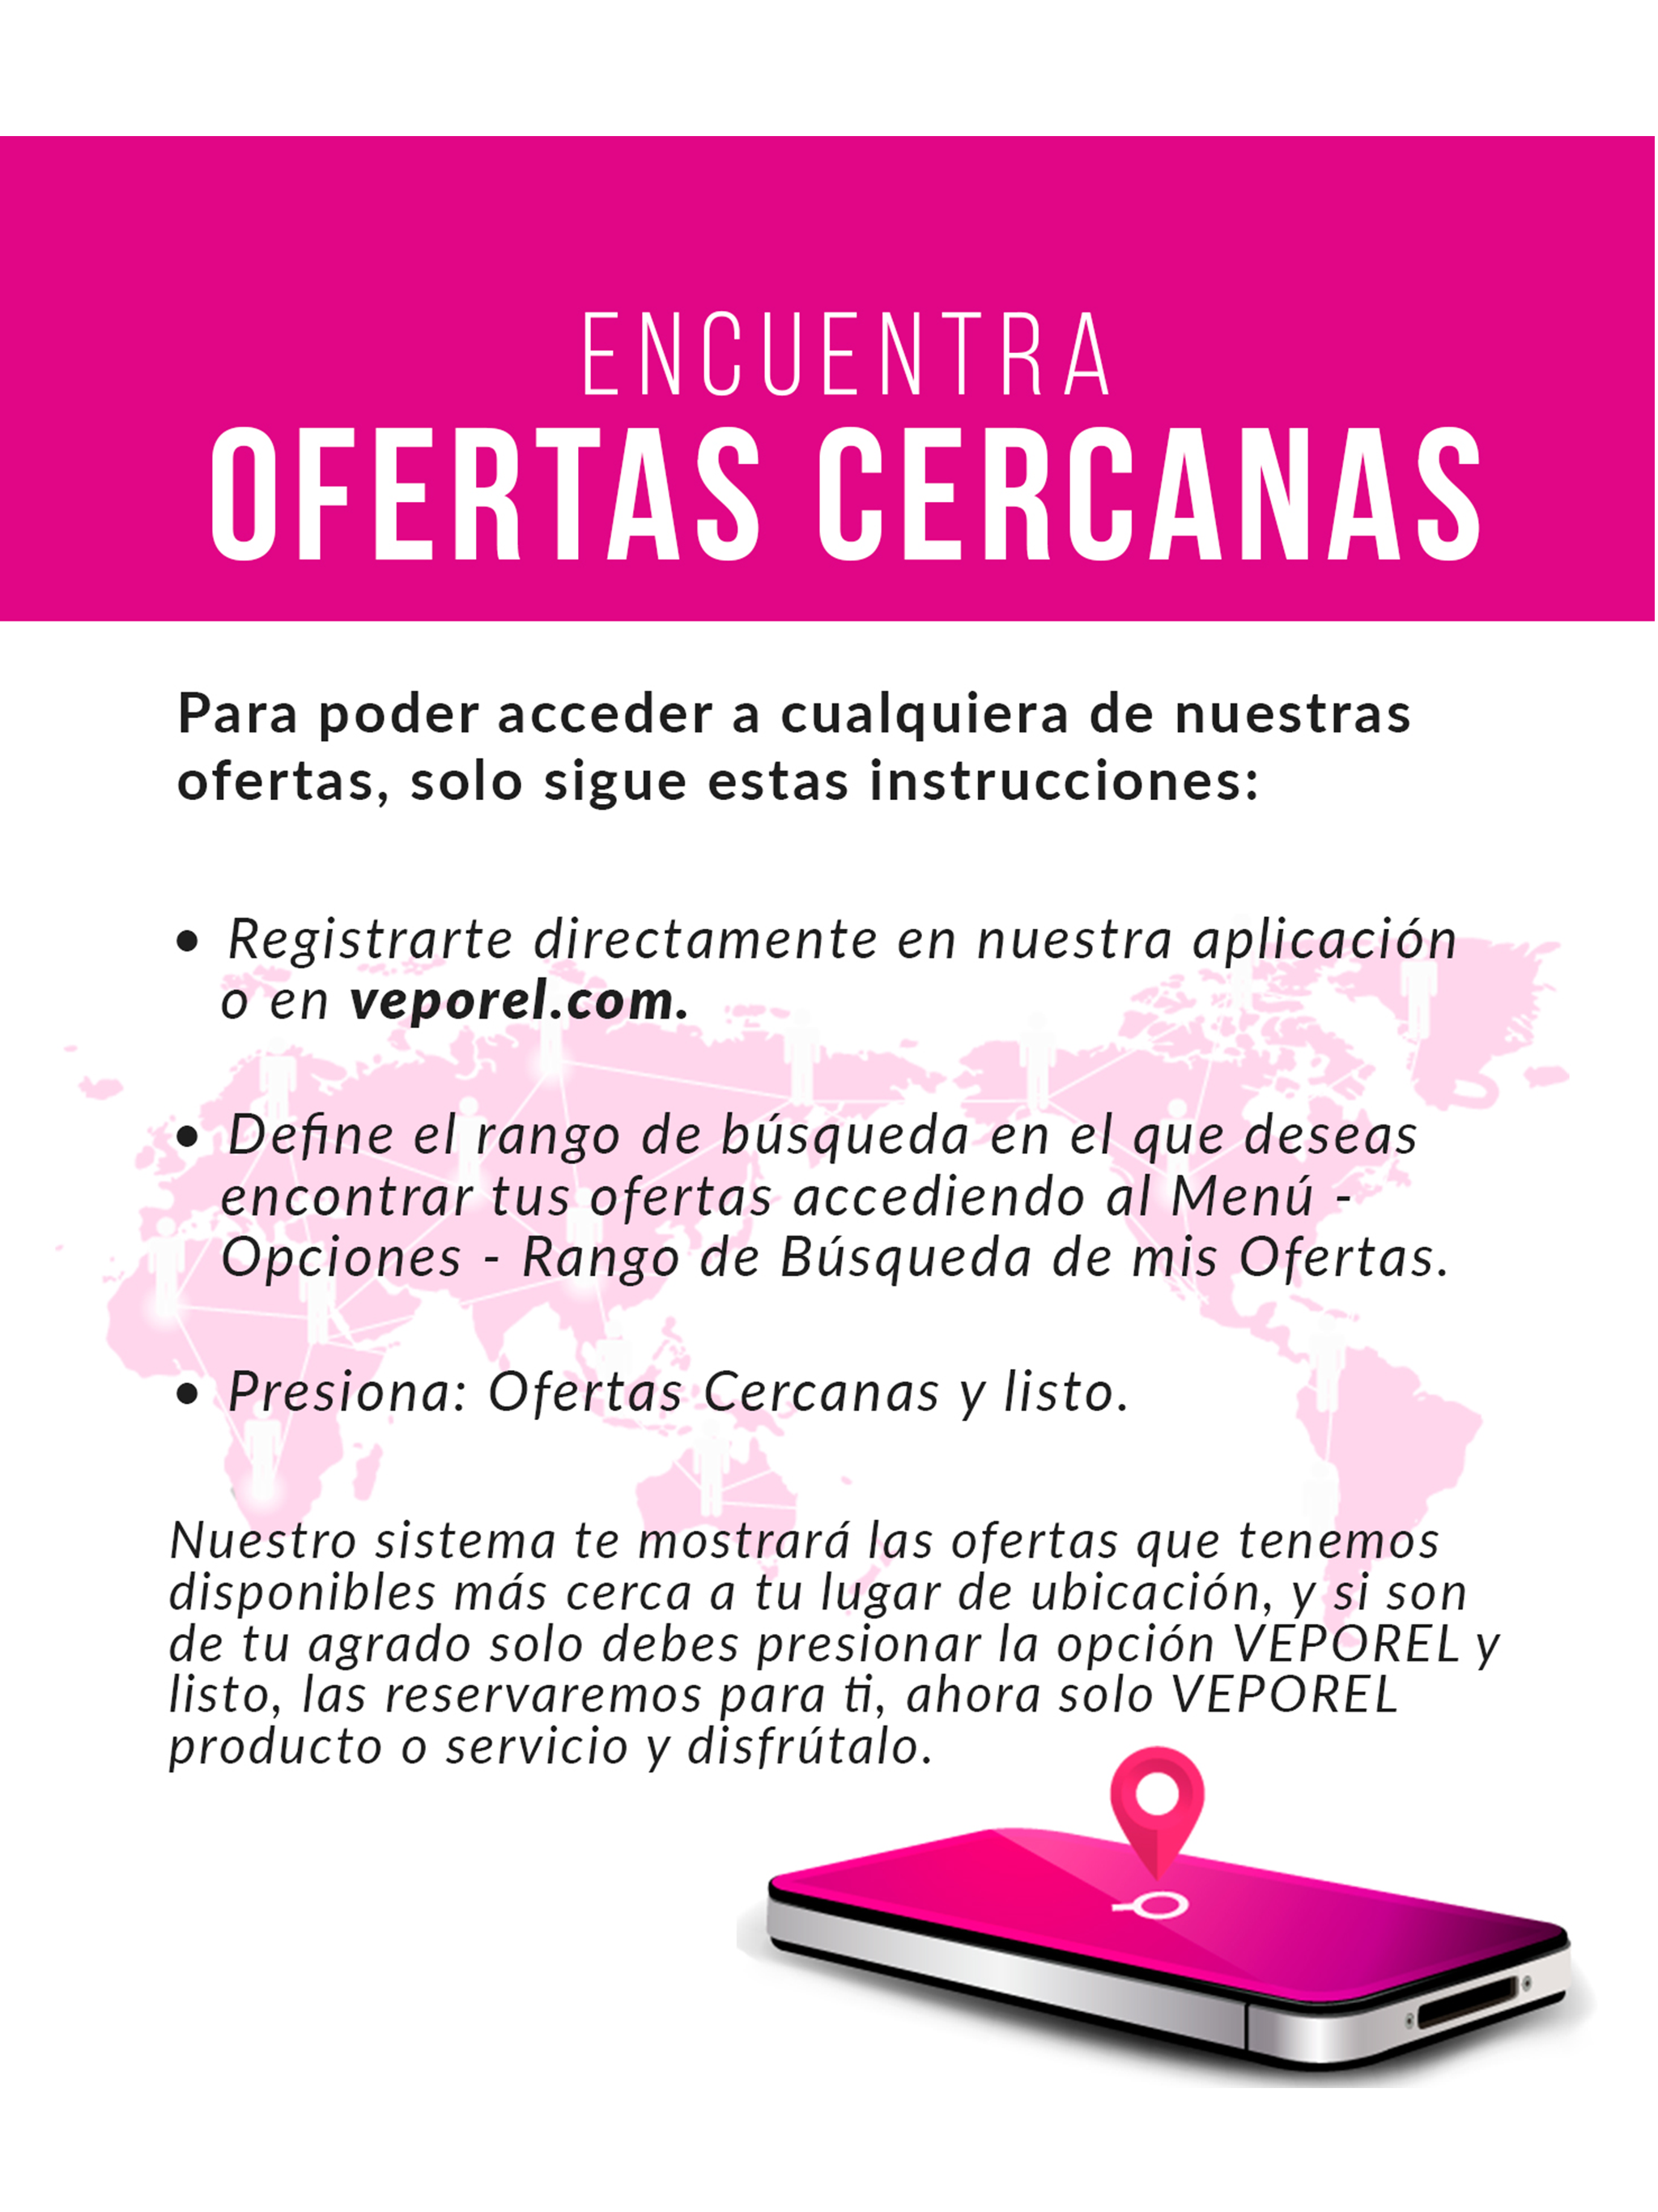 ENCUENTRA
OFERTAS CERCANAS
Para poder acceder a cualquiera de nuestras
ofertas, solo sigue estas instrucciones:
• Registrarte directamente en nuestra aplicación
o en veporel.com.
• Define el rango de búsqueda en el que deseas
encontrar tus ofertas accediendo al Menú -
Opciones - Rango de Búsqueda de mis Ofertas.
• Presiona: Ofertas Cercanas y listo.
Nuestro sistema te mostrará las ofertas que tenemos
disponibles más cerca a tu lugar de ubicación, y si son
de tu agrado solo debes presionar la opción VEPOREL y
listo, las reservaremos para ti, ahora solo VEPOREL
producto o servicio y disfrútalo.